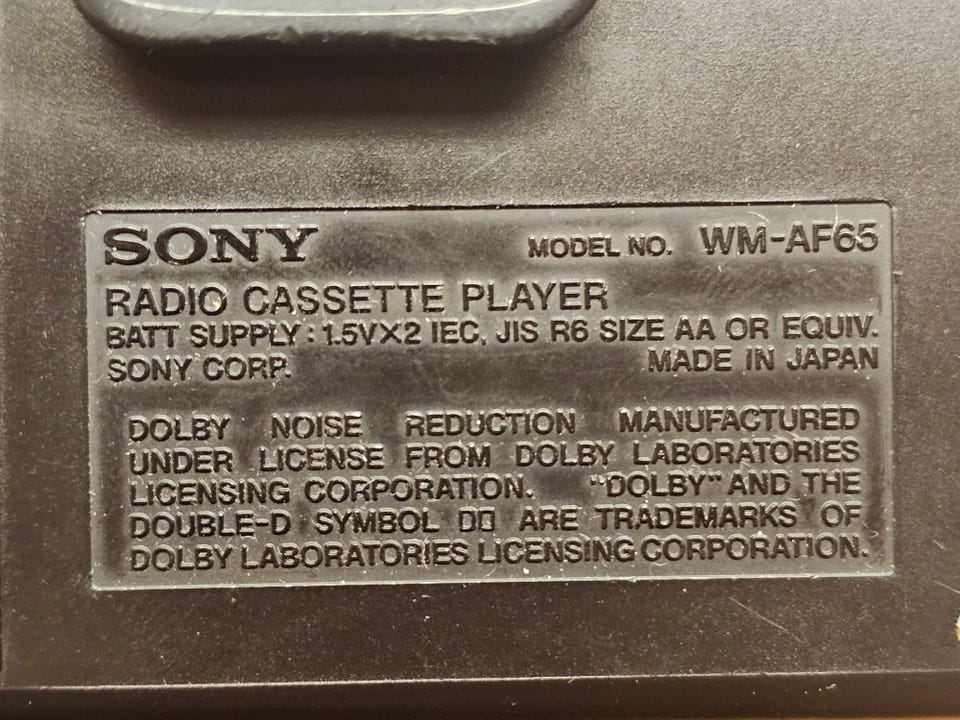 SONY MODEL NO. WM-AF65
RADIO CASSETTE PLAYER
BATT SUPPLY : 1.5V×2 IEC, JIS R6 SIZE AA OR EQUIV.
SONY CORP. MADE IN JAPAN
DOLBY NOISE REDUCTION MANUFACTURED
UNDER LICENSE FROM DOLBY LABORATORIES
LICENSING CORPORATION. "DOLBY" AND THE
DOUBLE-D SYMBOL DD ARE TRADEMARKS OF
DOLBY LABORATORIES LICENSING CORPORATION.